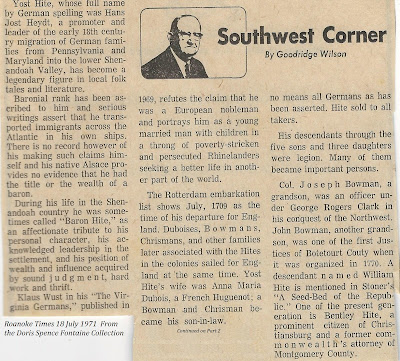 Yost Hite, whose full name
by German spelling was Hans
Jost Heydt, a promoter and
leader of the early 18th cen-
tury migration of German fami-
lies from Pennsylvania and
Maryland into the lower Shen-
andoah Valley, has become a
legendary figure in local folk
tales and literature.
Baronial rank has been as-
cribed to him and serious
writings assert that he trans-
ported immigrants across the
Atlantic in his own ships.
There is no record however of
his making such claims him-
self and his native Alsace pro-
vides no evidence that he had
the title or the wealth of a
baron.
During his life in the Shen-
andoah country he was some-
times called "Baron Hite," as
an affectionate tribute to his
personal character, his ac-
knowledged leadership in the
settlement, and his position of
wealth and influence acquired
by sound judgment, hard
work and thrift.
Klaus Wust in his "The Vir-
ginia Germans," published in
Roanoke Times 18 July 1971 From
the Doris Spence Fontaine Collection
Southwest Corner
By Goodridge Wilson
1969, refutes the claim that he
was a European nobleman
and portrays him as a young
married man with children in
a throng of poverty-stricken
and persecuted Rhinelanders
seeking a better life in anoth-
er part of the world.
The Rotterdam embarkation
list shows July, 1709 as the
time of his departure for Eng-
land. Duboises, Bowmans,
Chrismans, and other families
later associated with the Hites
in the colonies sailed for Eng-
land at the same time. Yost
Hite's wife was Anna Maria
Dubois, a French Huguenot; a
Bowman and Chrisman be-
came his son-in-law.
Continued on Part 2
no means all Germans as has
been asserted, Hite sold to all
takers.
His descendants through the
five sons and three daughters
were legion. Many of them
became important persons.
Col. Joseph Bowman, a
grandson, was an officer un-
der George Rogers Clark in
his conquest of the Northwest.
John Bowman, another grand-
son, was one of the first Jus-
tices of Botetourt Couty when
it was organized in 1770. A
descendant named William
Hite is mentioned in Stoner's
"A Seed-Bed of the Repub-
lic." One of the present gen-
eration is Bentley Hite, a
prominent citizen of Chris-
tiansburg and a former com-
monwealth's attorney of
Montgomery County.